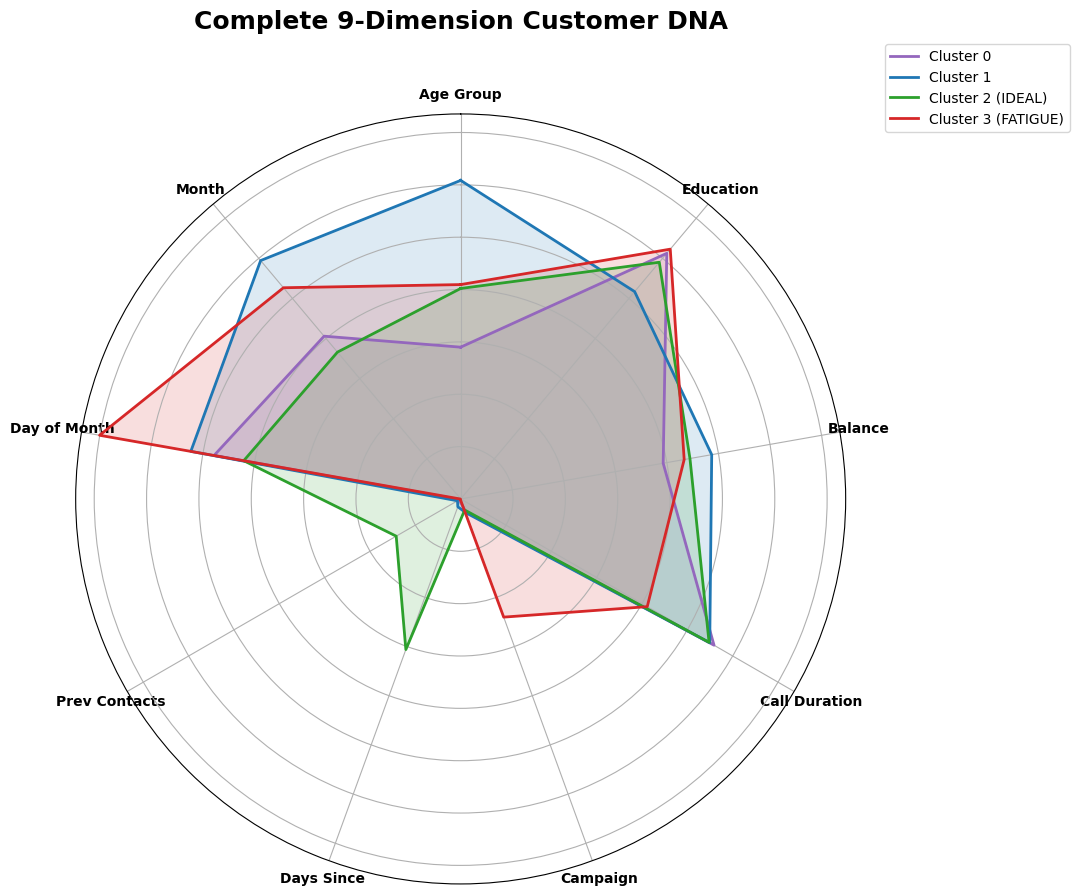 Complete 9-Dimension Customer DNA
Cluster 0
Cluster 1
Cluster 2 (IDEAL)
Cluster 3 (FATIGUE)
Age Group
Month
Education
Day of Month
Balance
Prev Contacts
Call Duration
Days Since
Campaign